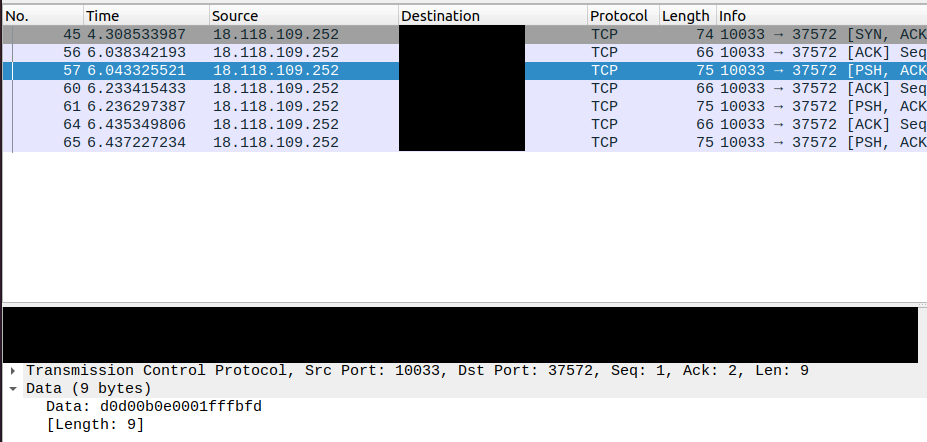 No. Time Source Destination Protocol Length Info
45 4.308533987 18.118.109.252 TCP 74 10033 → 37572 [SYN, ACK
56 6.038342193 18.118.109.252 TCP 66 10033 → 37572 [ACK] Seq
57 6.043325521 18.118.109.252 TCP 75 10033 → 37572 [PSH, ACK
60 6.233415433 18.118.109.252 TCP 66 10033 → 37572 [ACK] Seq
61 6.236297387 18.118.109.252 TCP 75 10033 → 37572 [PSH, ACK
64 6.435349806 18.118.109.252 TCP 66 10033 → 37572 [ACK] Seq
65 6.437227234 18.118.109.252 TCP 75 10033 → 37572 [PSH, ACK
Transmission Control Protocol, Src Port: 10033, Dst Port: 37572, Seq: 1, Ack: 2, Len: 9
Data (9 bytes)
Data: d0d00b0e0001fffbfd
[Length: 9]